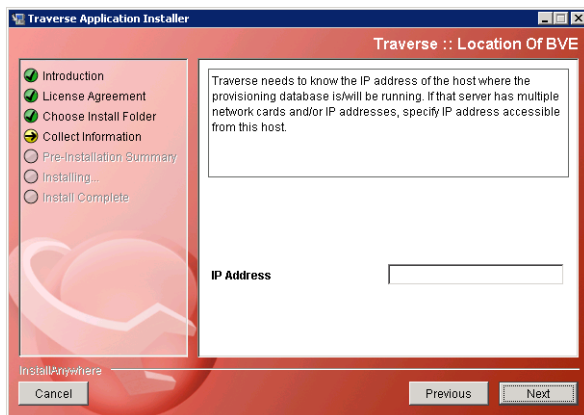 Traverse Application Installer
Traverse :: Location Of BVE
Introduction
License Agreement
Choose Install Folder
Collect Information
Pre-Installation Summary
Installing...
Install Complete
Traverse needs to know the IP address of the host where the
provisioning database is/will be running. If that server has multiple
network cards and/or IP addresses, specify IP address accessible
from this host.
IP Address
InstallAnywhere
Cancel
Previous
Next